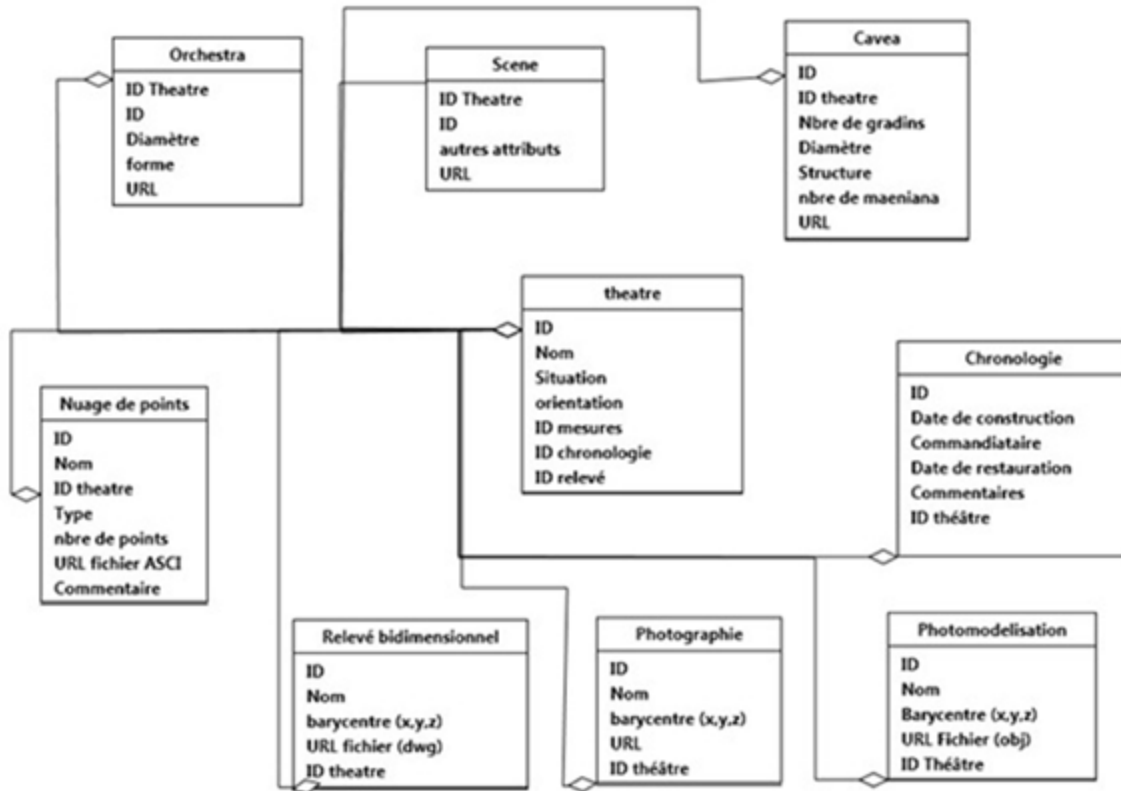 Orchestra
ID Theatre
ID
Diamètre
forme
URL
Scene
ID Theatre
ID
autres attributs
URL
Cavea
ID
ID theatre
Nbre de gradins
Diamètre
Structure
nbre de maeniana
URL
theatre
ID
Nom
Situation
orientation
ID mesures
ID chronologie
ID relevé
Chronologie
ID
Date de construction
Commandiataire
Date de restauration
Commentaires
ID théâtre
Nuage de points
ID
Nom
ID theatre
Type
nbre de points
URL fichier ASCI
Commentaire
Relevé bidimensionnel
ID
Nom
barycentre (x,y,z)
URL fichier (dwg)
ID theatre
Photographie
ID
Nom
barycentre (x,y,z)
URL
ID théâtre
Photomodelisation
ID
Nom
Barycentre (x,y,z)
URL Fichier (obj)
ID Théâtre